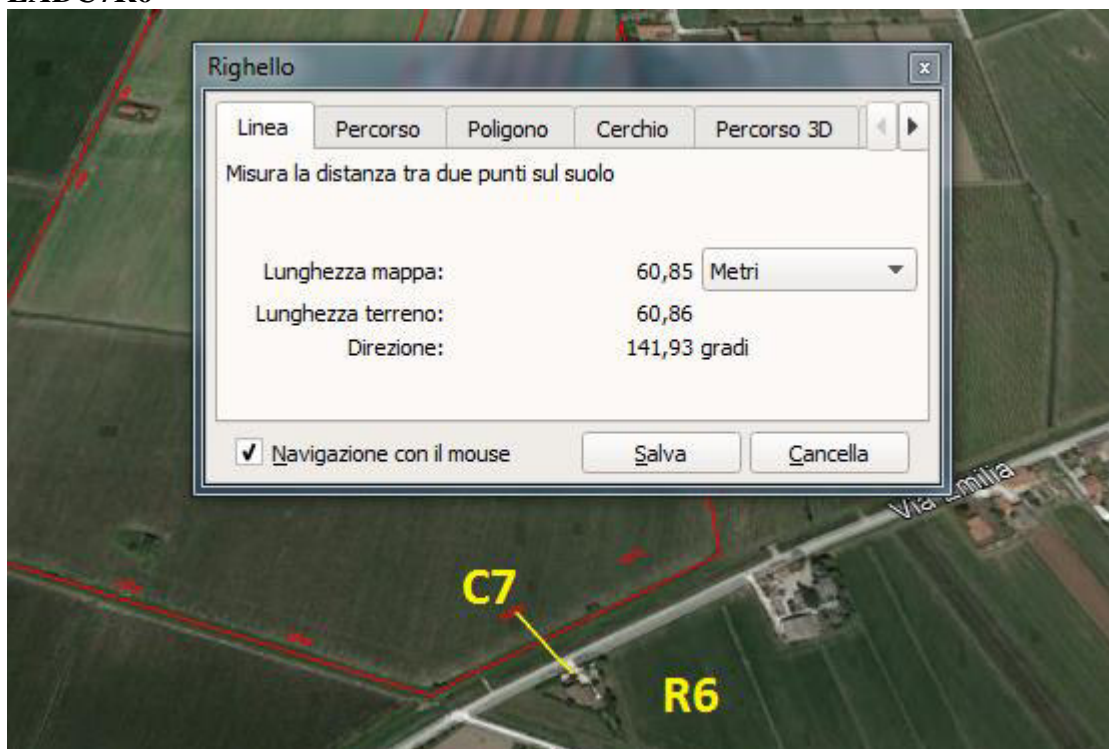 Righello
Linea Percorso Poligono Cerchio Percorso 3D
Misura la distanza tra due punti sul suolo
Lunghezza mappa: 60,85 Metri
Lunghezza terreno: 60,86
Direzione: 141,93 gradi
Navigazione con il mouse Salva Cancella
Via Emilia
C7
R6